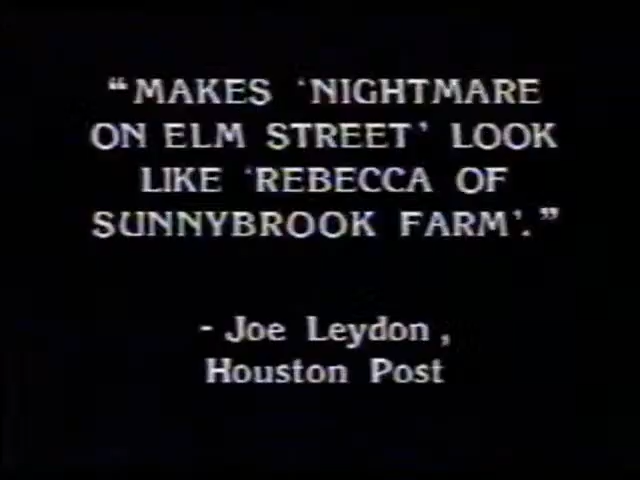 “MAKES ‘NIGHTMARE
ON ELM STREET’ LOOK
LIKE ‘REBECCA OF
SUNNYBROOK FARM’.”
- Joe Leydon,
Houston Post